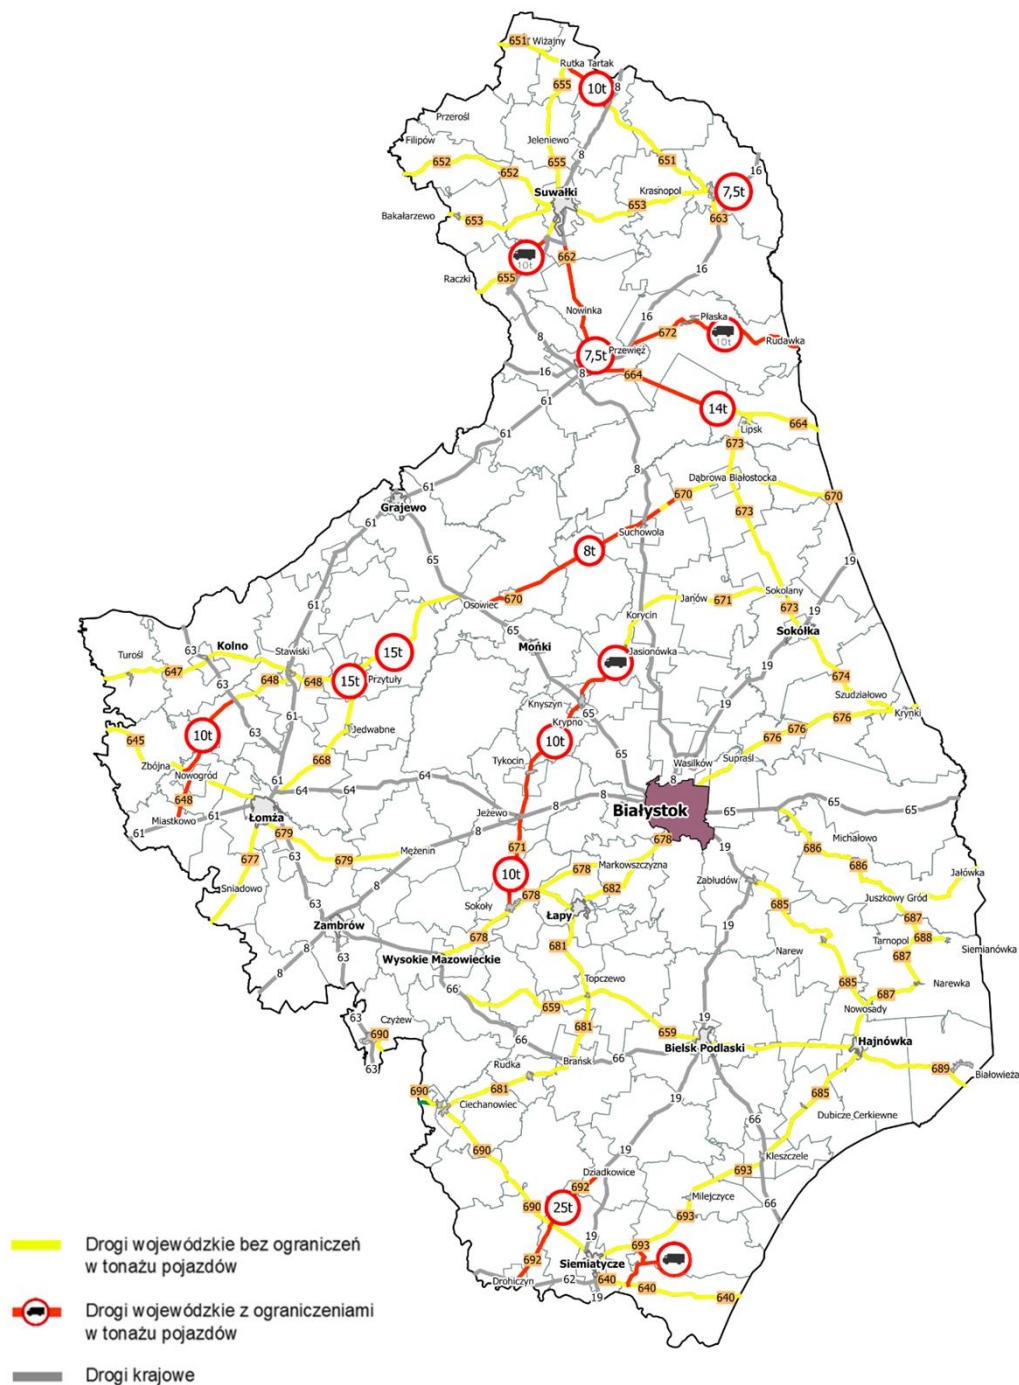 651 Wiżajny
Rutka Tartak
655
10t
8
Przerośl
Filipów
Jeleniewo
8
651
16
652
652
655
Krasnopol
7,5t
Suwałki
653
663
Bakałarzewo
653
10t
662
16
655
Raczki
Nowinka
16
Płaska
672
10t
Rudawka
8
7,5t
Przewięź
16
8
664
61
14t
664
61
Lipsk
673
8
Dąbrowa Białostocka
61
670
670
Grajewo
673
61
Suchowola
65
8t
19
61
670
Osowiec
Janów
671
Sokolany
673
Korycin
19
65
Sokółka
63
Kolno
Mońki
Jasionówka
Turośl
Stawiski
15t
19
647
648
648
15t
Przytuły
674
63
Szudziałowo
Knyszyn
65
Krypno
676
Krynki
61
19
676
645
10t
Jedwabne
10t
676
63
65
Supraśl
Zbójna
668
Tykocin
Wasilków
Nowogród
61
64
8
648
64
64
8
Miastkowo
61
Jeżewo
Białystok
65
65
61
Łomża
8
679
8
678
Michałowo
63
Mężenin
671
686
677
679
Markowszczyzna
686
Jałówka
10t
678
Zabłudów
Śniadowo
8
678
682
Juszkowy Gród
685
63
Sokoły
Łapy
687
Zambrów
19
Tarnopol
688
678
681
Narew
Siemianówka
Wysokie Mazowieckie
687
8
63
Topczewo
685
687
Narewka
66
659
Nowosady
63
Czyżew
681
659
19
690
66
Bielsk Podlaski
Hajnówka
63
Brańsk
66
Rudka
689
Białowieża
690
681
685
Ciechanowiec
19
Dubicze Cerkiewne
66
690
19
Kleszczele
Dziadkowice
693
692
66
690
25t
Milejczyce
693
19
692
693
Siemiatycze
Drohiczyn
62
640
640
640
19
Drogi wojewódzkie bez ograniczeń
w tonażu pojazdów
Drogi wojewódzkie z ograniczeniami
w tonażu pojazdów
Drogi krajowe